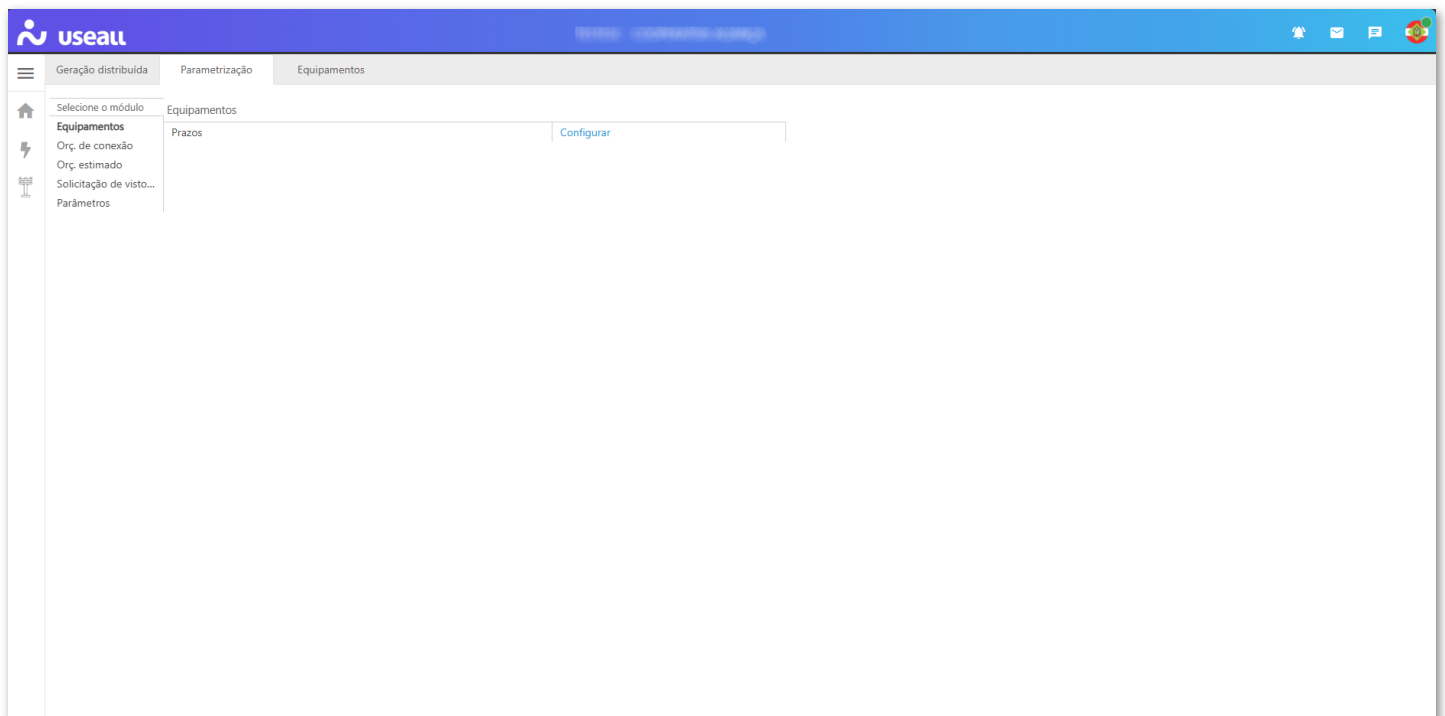 useall
Geração distribuída Parametrização Equipamentos
Selecione o módulo
Equipamentos
Orç. de conexão
Orç. estimado
Solicitação de visto...
Parâmetros
Equipamentos
Prazos Configurar